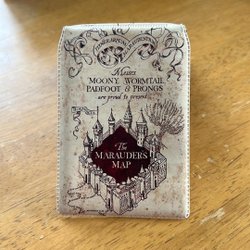 Messrs
MOONY, WORMTAIL,
PADFOOT & PRONGS
are proud to present
The
MARAUDER'S
MAP